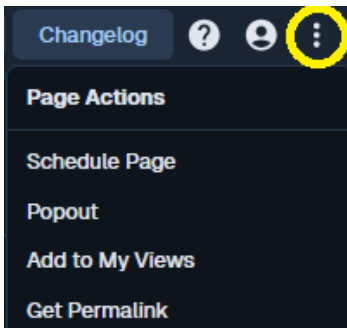 Changelog ?
Page Actions
Schedule Page
Popout
Add to My Views
Get Permalink